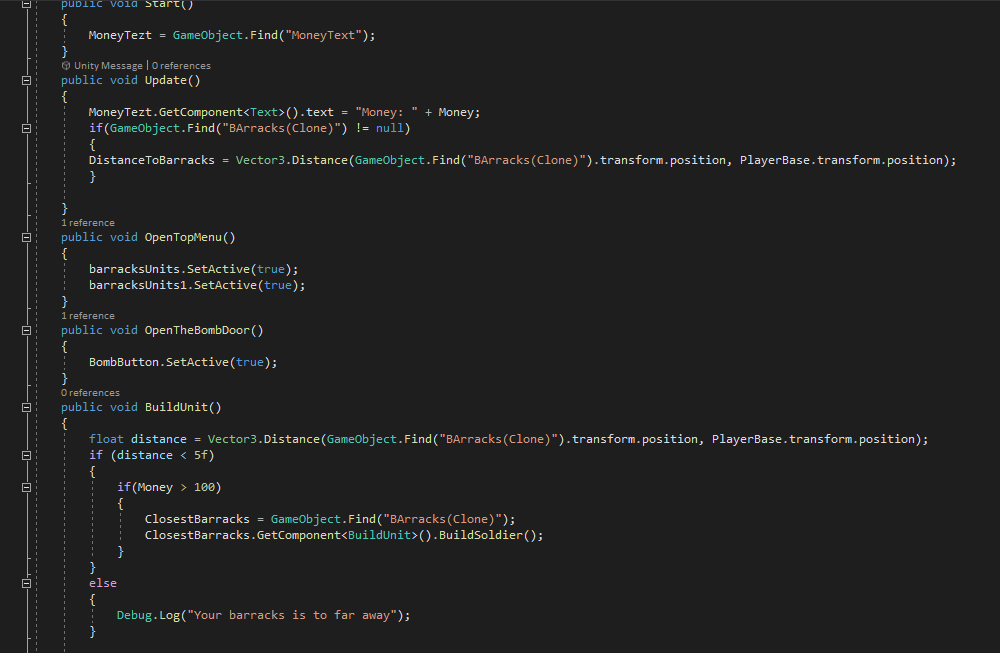 public void Start()
{
MoneyTezt = GameObject.Find("MoneyText");
}
Unity Message | 0 references
public void Update()
{
MoneyTezt.GetComponent<Text>().text = "Money: " + Money;
if(GameObject.Find("BArracks(Clone)") != null)
{
DistanceToBarracks = Vector3.Distance(GameObject.Find("BArracks(Clone)").transform.position, PlayerBase.transform.position);
}
}
1 reference
public void OpenTopMenu()
{
barracksUnits.SetActive(true);
barracksUnits1.SetActive(true);
}
1 reference
public void OpenTheBombDoor()
{
BombButton.SetActive(true);
}
0 references
public void BuildUnit()
{
float distance = Vector3.Distance(GameObject.Find("BArracks(Clone)").transform.position, PlayerBase.transform.position);
if (distance < 5f)
{
if(Money > 100)
{
ClosestBarracks = GameObject.Find("BArracks(Clone)");
ClosestBarracks.GetComponent<BuildUnit>().BuildSoldier();
}
}
else
{
Debug.Log("Your barracks is to far away");
}